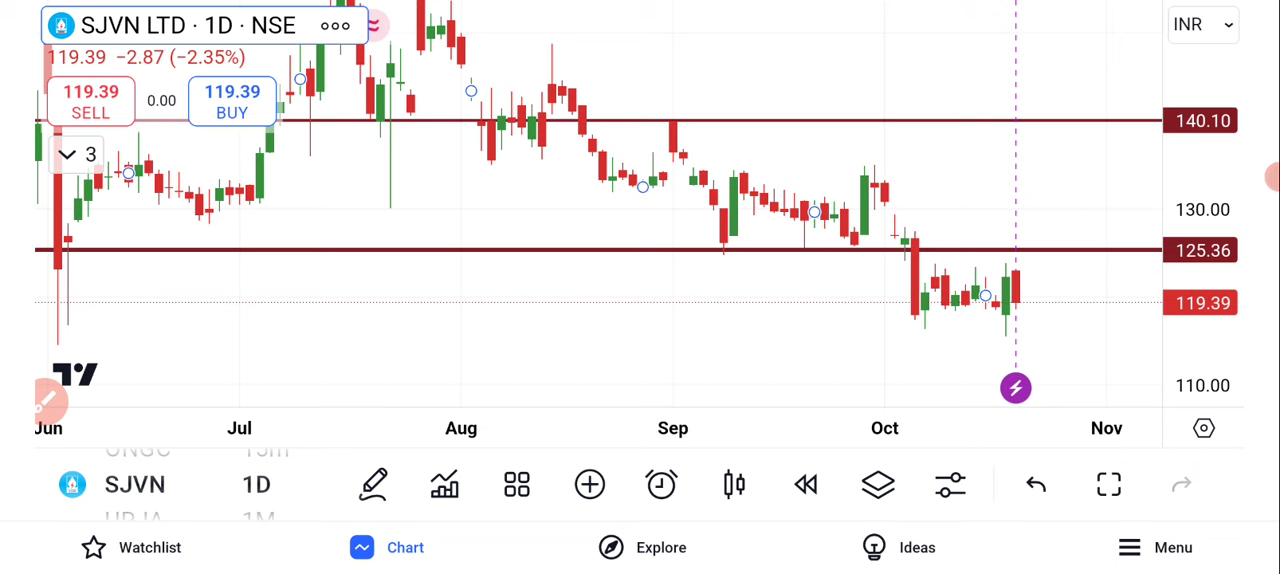 SJVN LTD · 1D · NSE
INR
119.39 −2.87 (−2.35%)
119.39 SELL
0.00
119.39 BUY
3
140.10
130.00
125.36
119.39
110.00
Jun Jul Aug Sep Oct Nov
ONGC 15m
SJVN 1D
Watchlist Chart Explore Ideas Menu